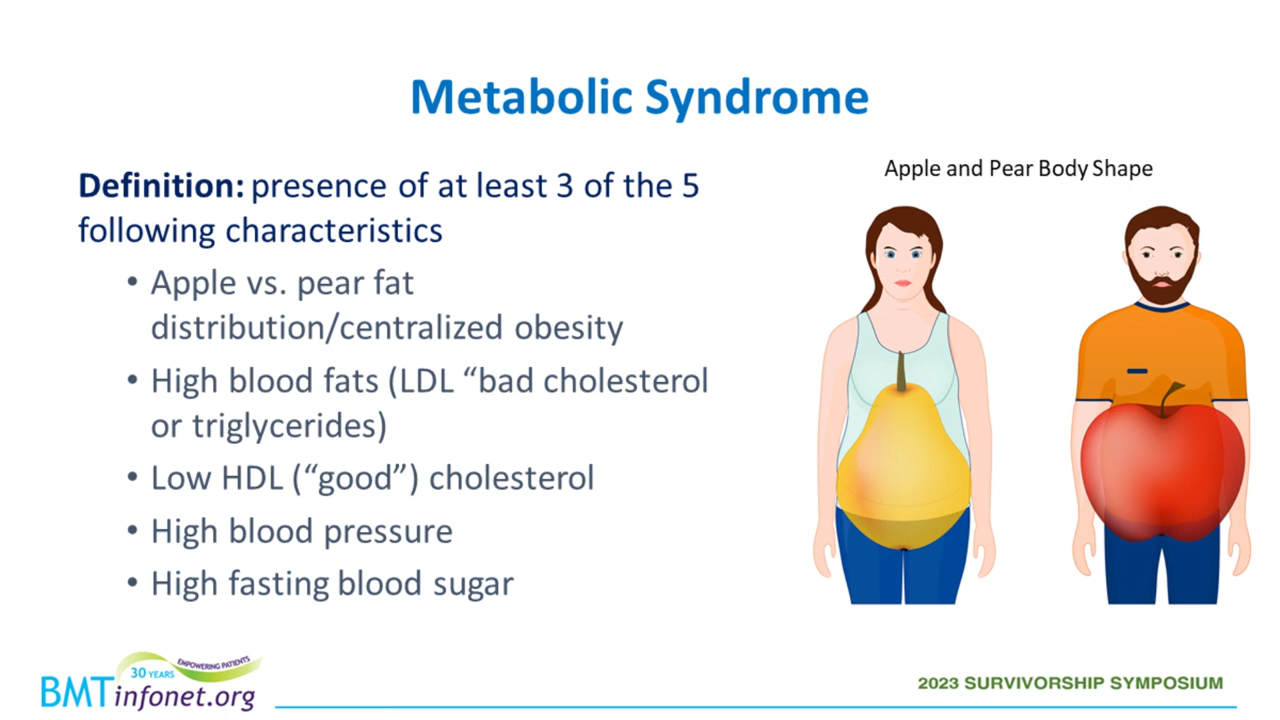 Metabolic Syndrome
Definition: presence of at least 3 of the 5
following characteristics
• Apple vs. pear fat
distribution/centralized obesity
• High blood fats (LDL “bad cholesterol
or triglycerides)
• Low HDL (“good”) cholesterol
• High blood pressure
• High fasting blood sugar
Apple and Pear Body Shape
30 YEARS
EMPOWERING PATIENTS
BMTinfonet.org
2023 SURVIVORSHIP SYMPOSIUM